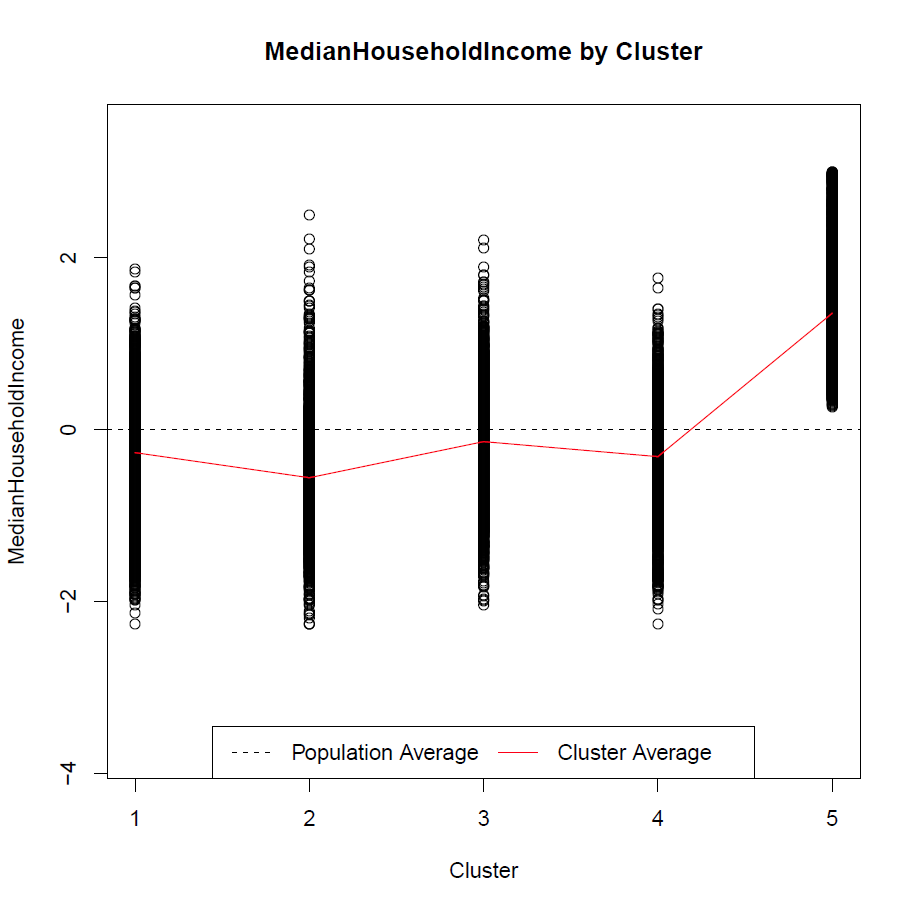 MedianHouseholdIncome by Cluster
MedianHouseholdIncome
2
0
−2
−4
Population Average
Cluster Average
1 2 3 4 5
Cluster